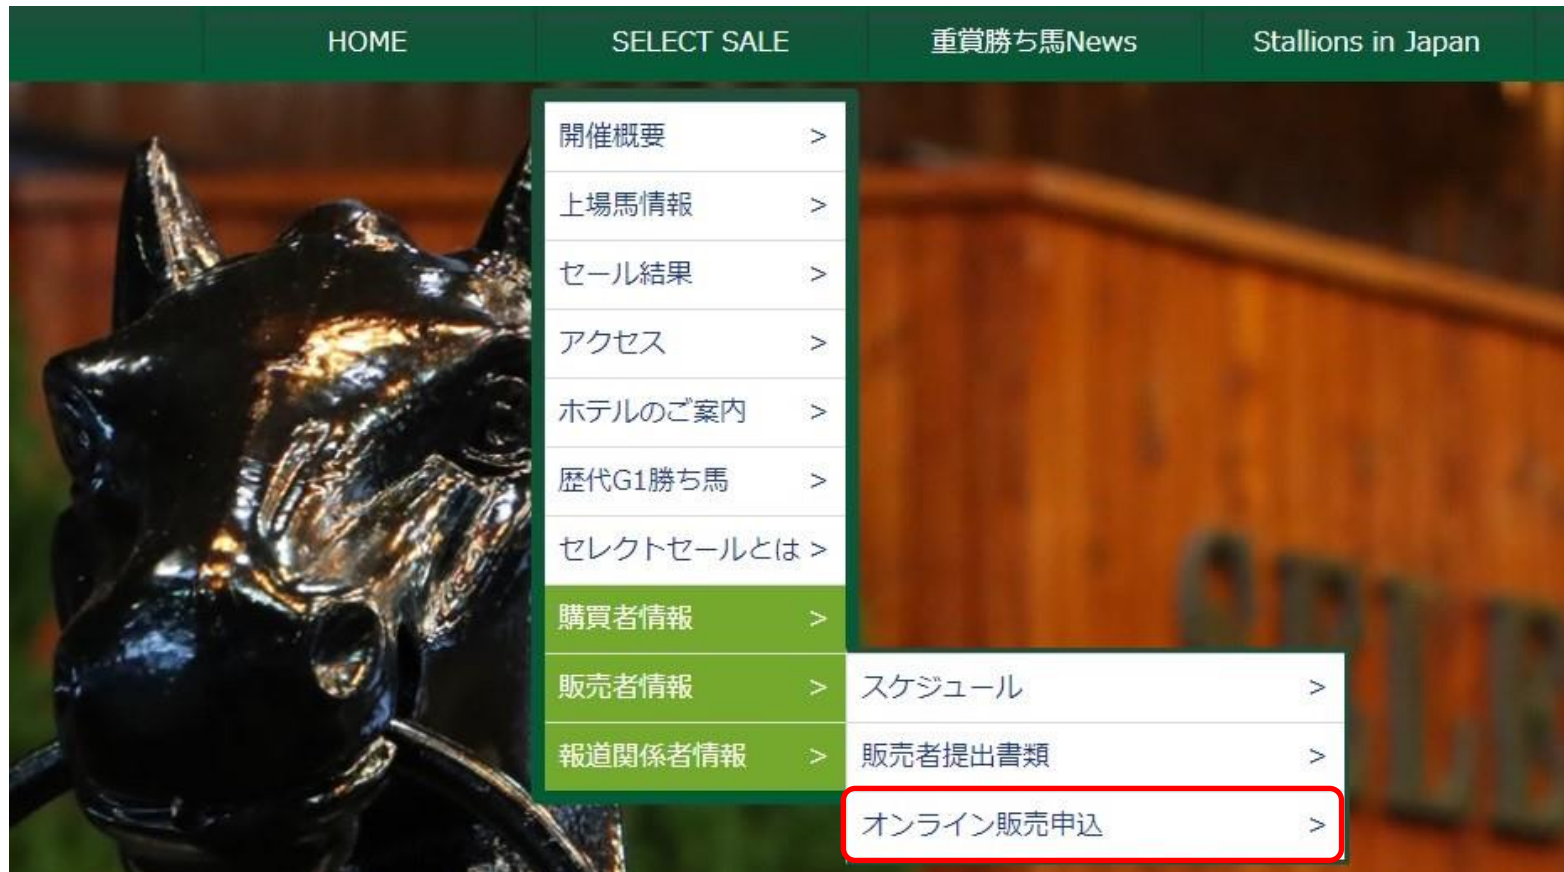 HOME
SELECT SALE
重賞勝ち馬News
Stallions in Japan
開催概要 >
上場馬情報 >
セール結果 >
アクセス >
ホテルのご案内 >
歴代G1勝ち馬 >
セレクトセールとは >
購買者情報 >
販売者情報 >
報道関係者情報 >
スケジュール >
販売者提出書類 >
オンライン販売申込 >